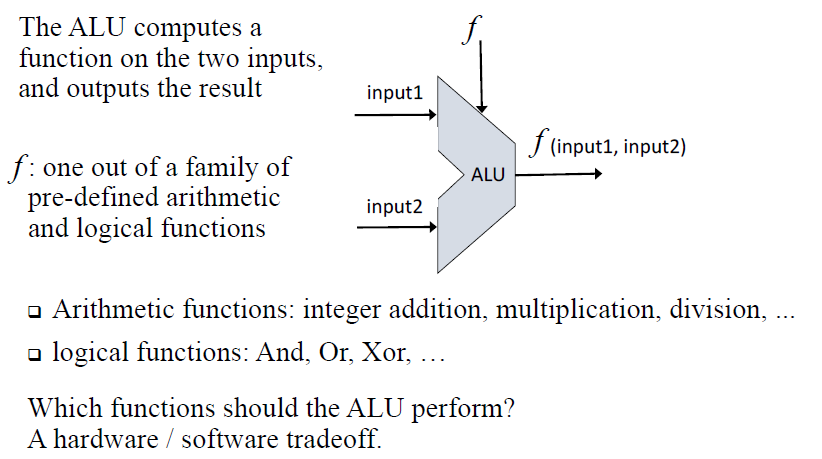 The ALU computes a
function on the two inputs,
and outputs the result
f: one out of a family of
pre-defined arithmetic
and logical functions
f
input1
input2
ALU
f (input1, input2)
❑ Arithmetic functions: integer addition, multiplication, division, ...
❑ logical functions: And, Or, Xor, …
Which functions should the ALU perform?
A hardware / software tradeoff.